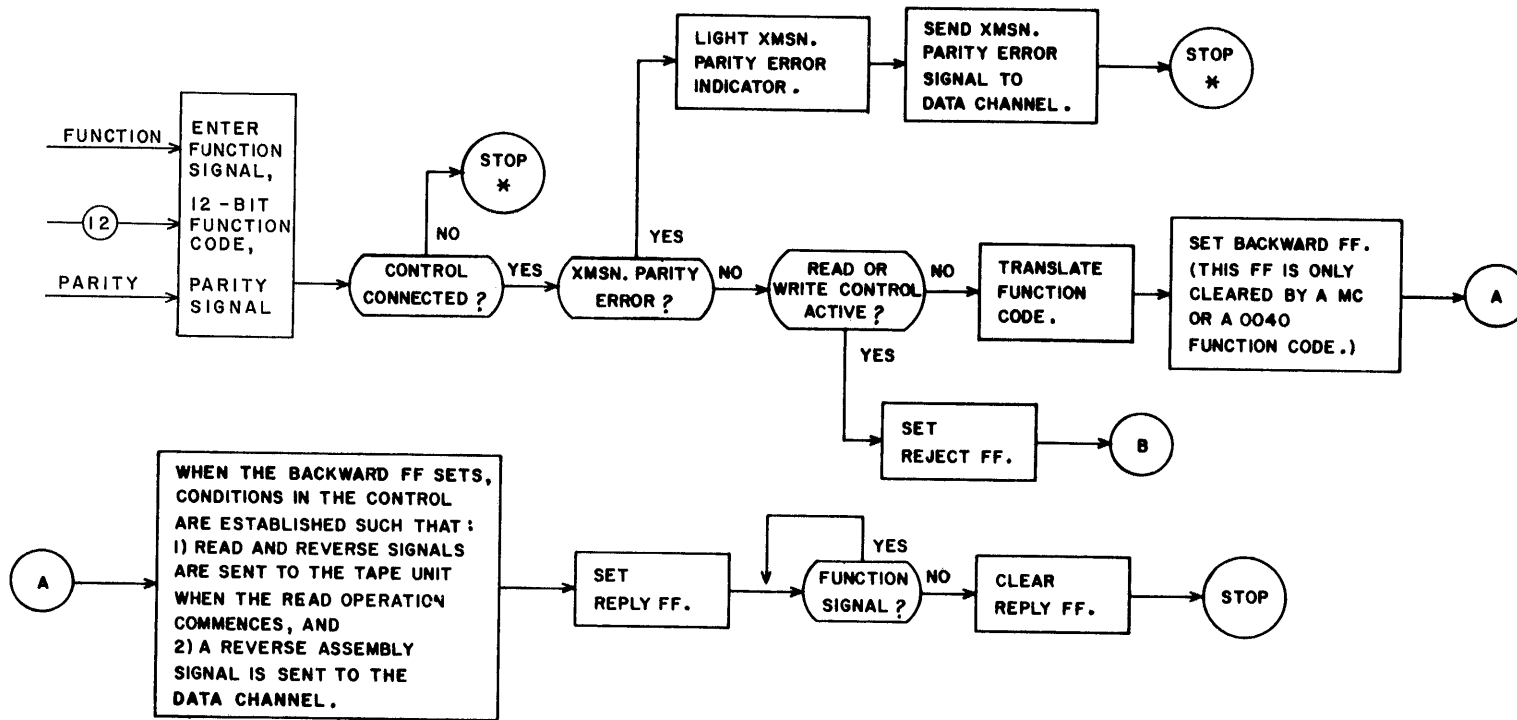 LIGHT XMSN.
PARITY ERROR
INDICATOR.
SEND XMSN.
PARITY ERROR
SIGNAL TO
DATA CHANNEL.
STOP
*
FUNCTION
12
PARITY
ENTER
FUNCTION
SIGNAL,
12-BIT
FUNCTION
CODE,
PARITY
SIGNAL
STOP
*
NO
CONTROL
CONNECTED?
YES
YES
XMSN. PARITY
ERROR?
NO
READ OR
WRITE CONTROL
ACTIVE?
NO
YES
TRANSLATE
FUNCTION
CODE.
SET BACKWARD FF.
(THIS FF IS ONLY
CLEARED BY A MC
OR A 0040
FUNCTION CODE.)
A
SET
REJECT FF.
B
A
WHEN THE BACKWARD FF SETS,
CONDITIONS IN THE CONTROL
ARE ESTABLISHED SUCH THAT:
1) READ AND REVERSE SIGNALS
ARE SENT TO THE TAPE UNIT
WHEN THE READ OPERATION
COMMENCES, AND
2) A REVERSE ASSEMBLY
SIGNAL IS SENT TO THE
DATA CHANNEL.
SET
REPLY FF.
YES
FUNCTION
SIGNAL?
NO
CLEAR
REPLY FF.
STOP